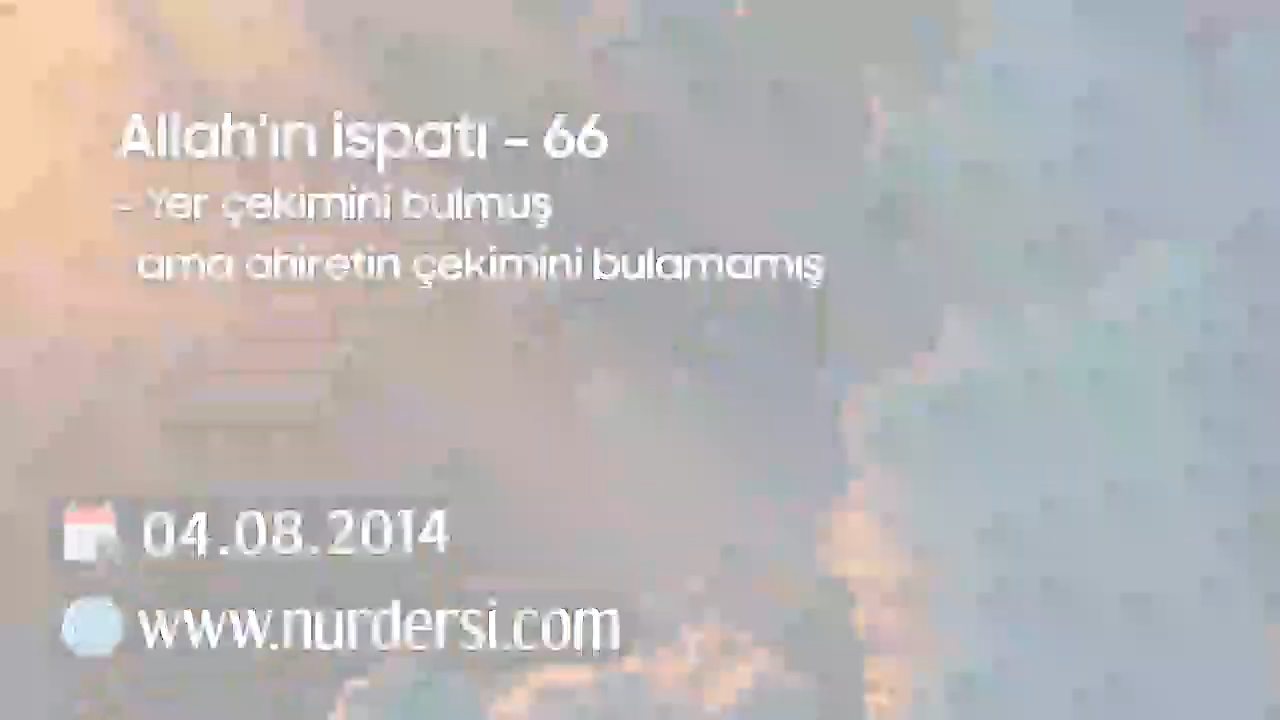 Allah'ın ispatı - 66
- Yer çekimini bulmuş
ama ahiretin çekimini bulamamış
04.08.2014
www.nurdersi.com